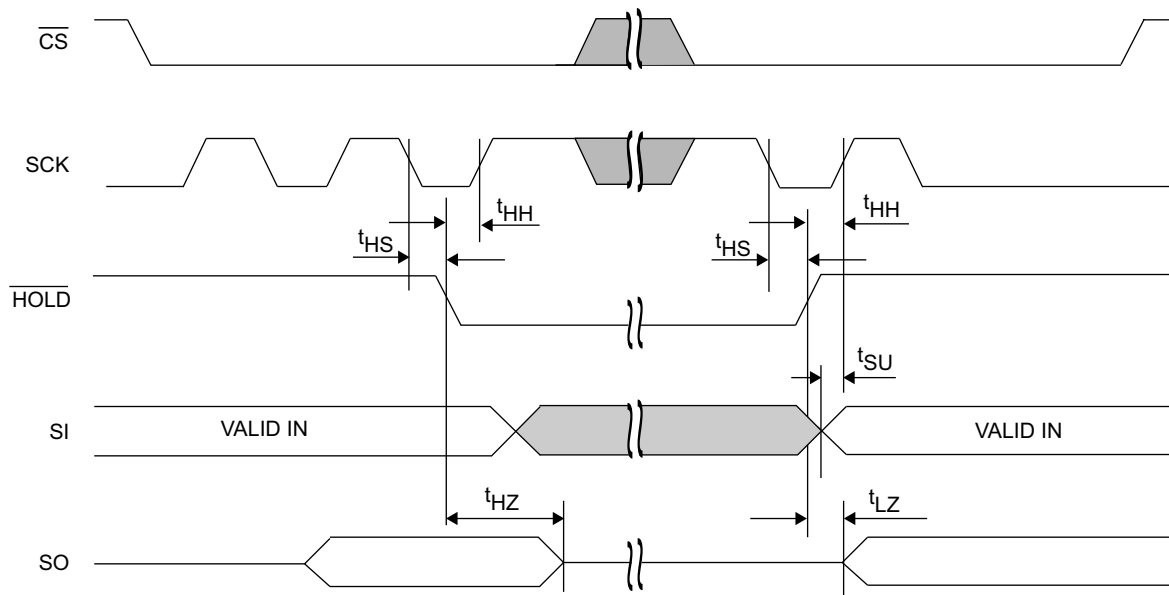 CS
SCK
tHH
tHH
tHS
tHS
HOLD
tSU
SI
VALID IN
VALID IN
tHZ
tLZ
SO